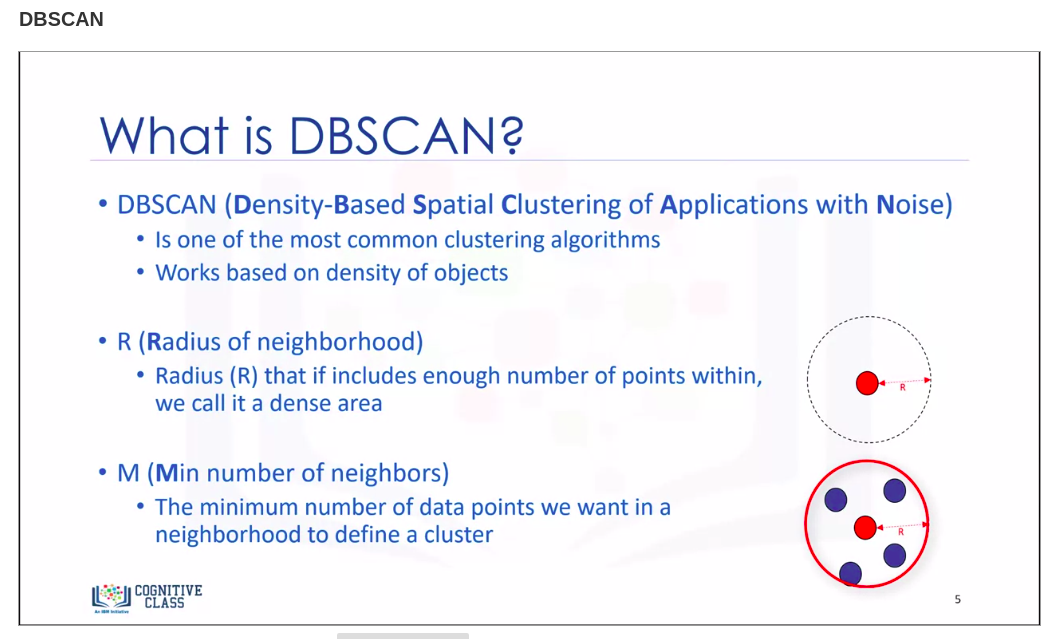 DBSCAN
What is DBSCAN?
• DBSCAN (Density-Based Spatial Clustering of Applications with Noise)
• Is one of the most common clustering algorithms
• Works based on density of objects
• R (Radius of neighborhood)
• Radius (R) that if includes enough number of points within,
we call it a dense area
R
• M (Min number of neighbors)
• The minimum number of data points we want in a
neighborhood to define a cluster
R
COGNITIVE
CLASS
An IBM Initiative
5